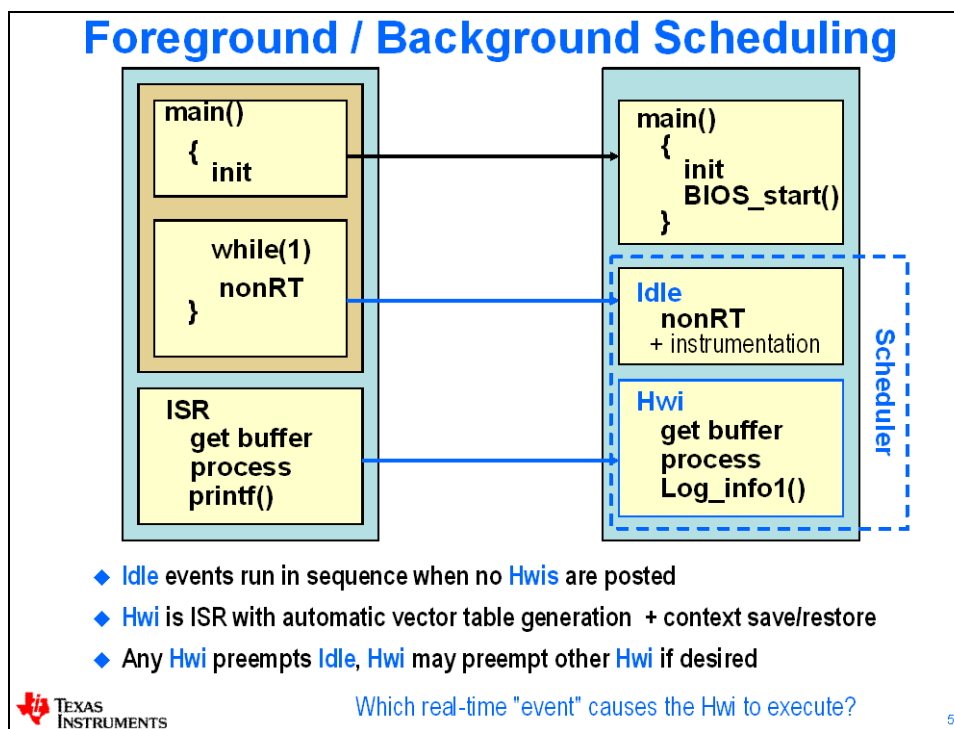 Foreground / Background Scheduling
main()
{
init
while(1)
nonRT
}
ISR
get buffer
process
printf()
main()
{
init
BIOS_start()
}
Idle
nonRT
+ instrumentation
Hwi
get buffer
process
Log_info1()
Scheduler
◆ Idle events run in sequence when no Hwis are posted
◆ Hwi is ISR with automatic vector table generation + context save/restore
◆ Any Hwi preempts Idle, Hwi may preempt other Hwi if desired
TEXAS
INSTRUMENTS
Which real-time "event" causes the Hwi to execute?
5